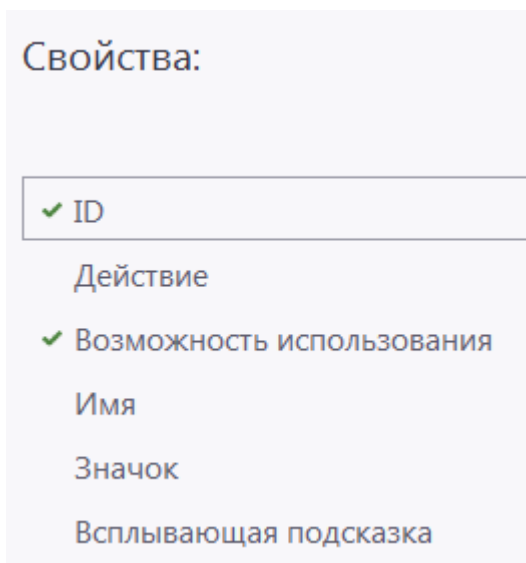 Свойства:
ID
Действие
Возможность использования
Имя
Значок
Всплывающая подсказка